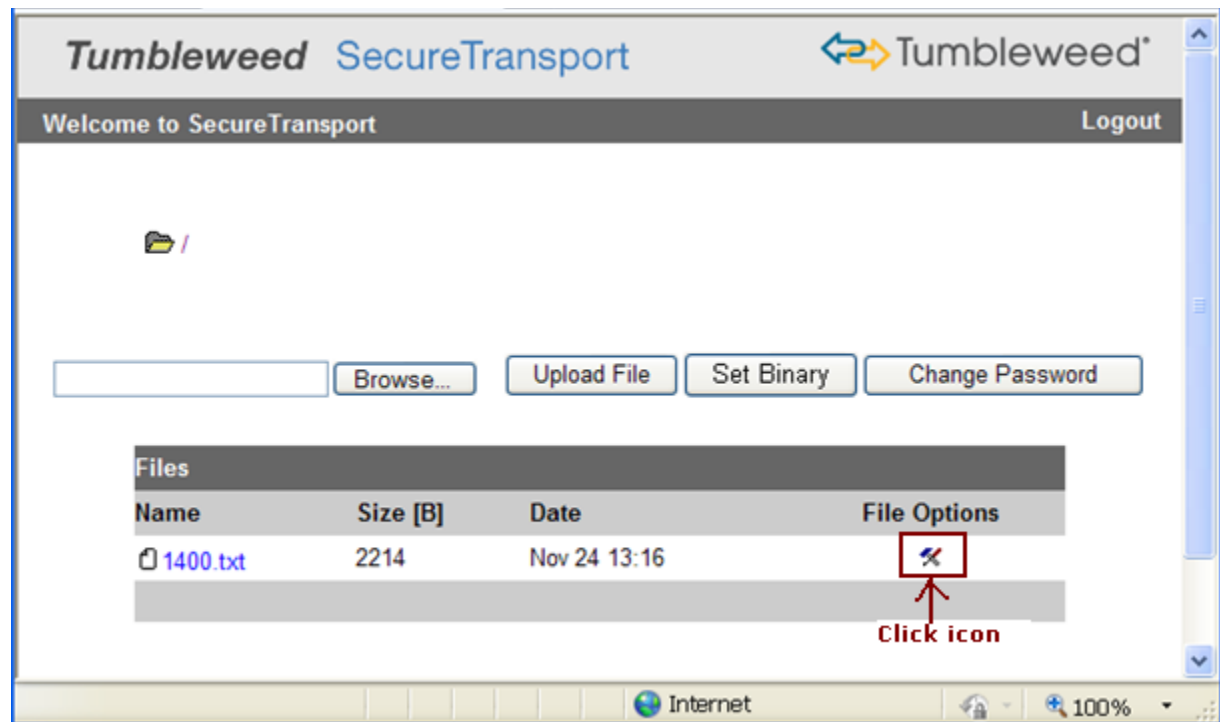 Tumbleweed SecureTransport Tumbleweed
Welcome to SecureTransport Logout
/
Browse... Upload File Set Binary Change Password
Files
Name Size [B] Date File Options
1400.txt 2214 Nov 24 13:16
Click icon
Internet 100%